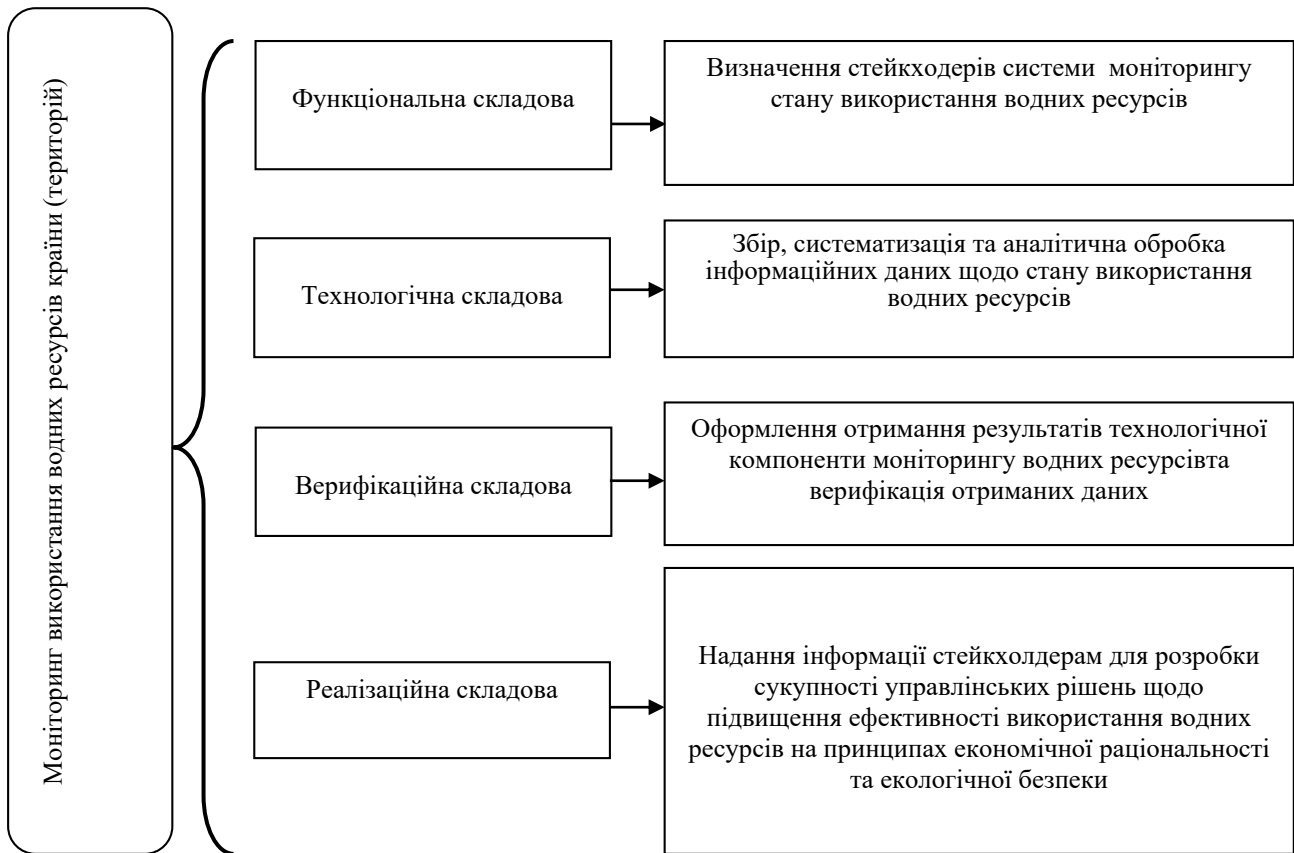 Моніторинг використання водних ресурсів країни (територій)
Функціональна складова
Визначення стейкходерів системи моніторингу
стану використання водних ресурсів
Технологічна складова
Збір, систематизація та аналітична обробка
інформаційних даних щодо стану використання
водних ресурсів
Верифікаційна складова
Оформлення отримання результатів технологічної
компоненти моніторингу водних ресурсівта
верифікація отриманих даних
Реалізаційна складова
Надання інформації стейкхолдерам для розробки
сукупності управлінських рішень щодо
підвищення ефективності використання водних
ресурсів на принципах економічної раціональності
та екологічної безпеки